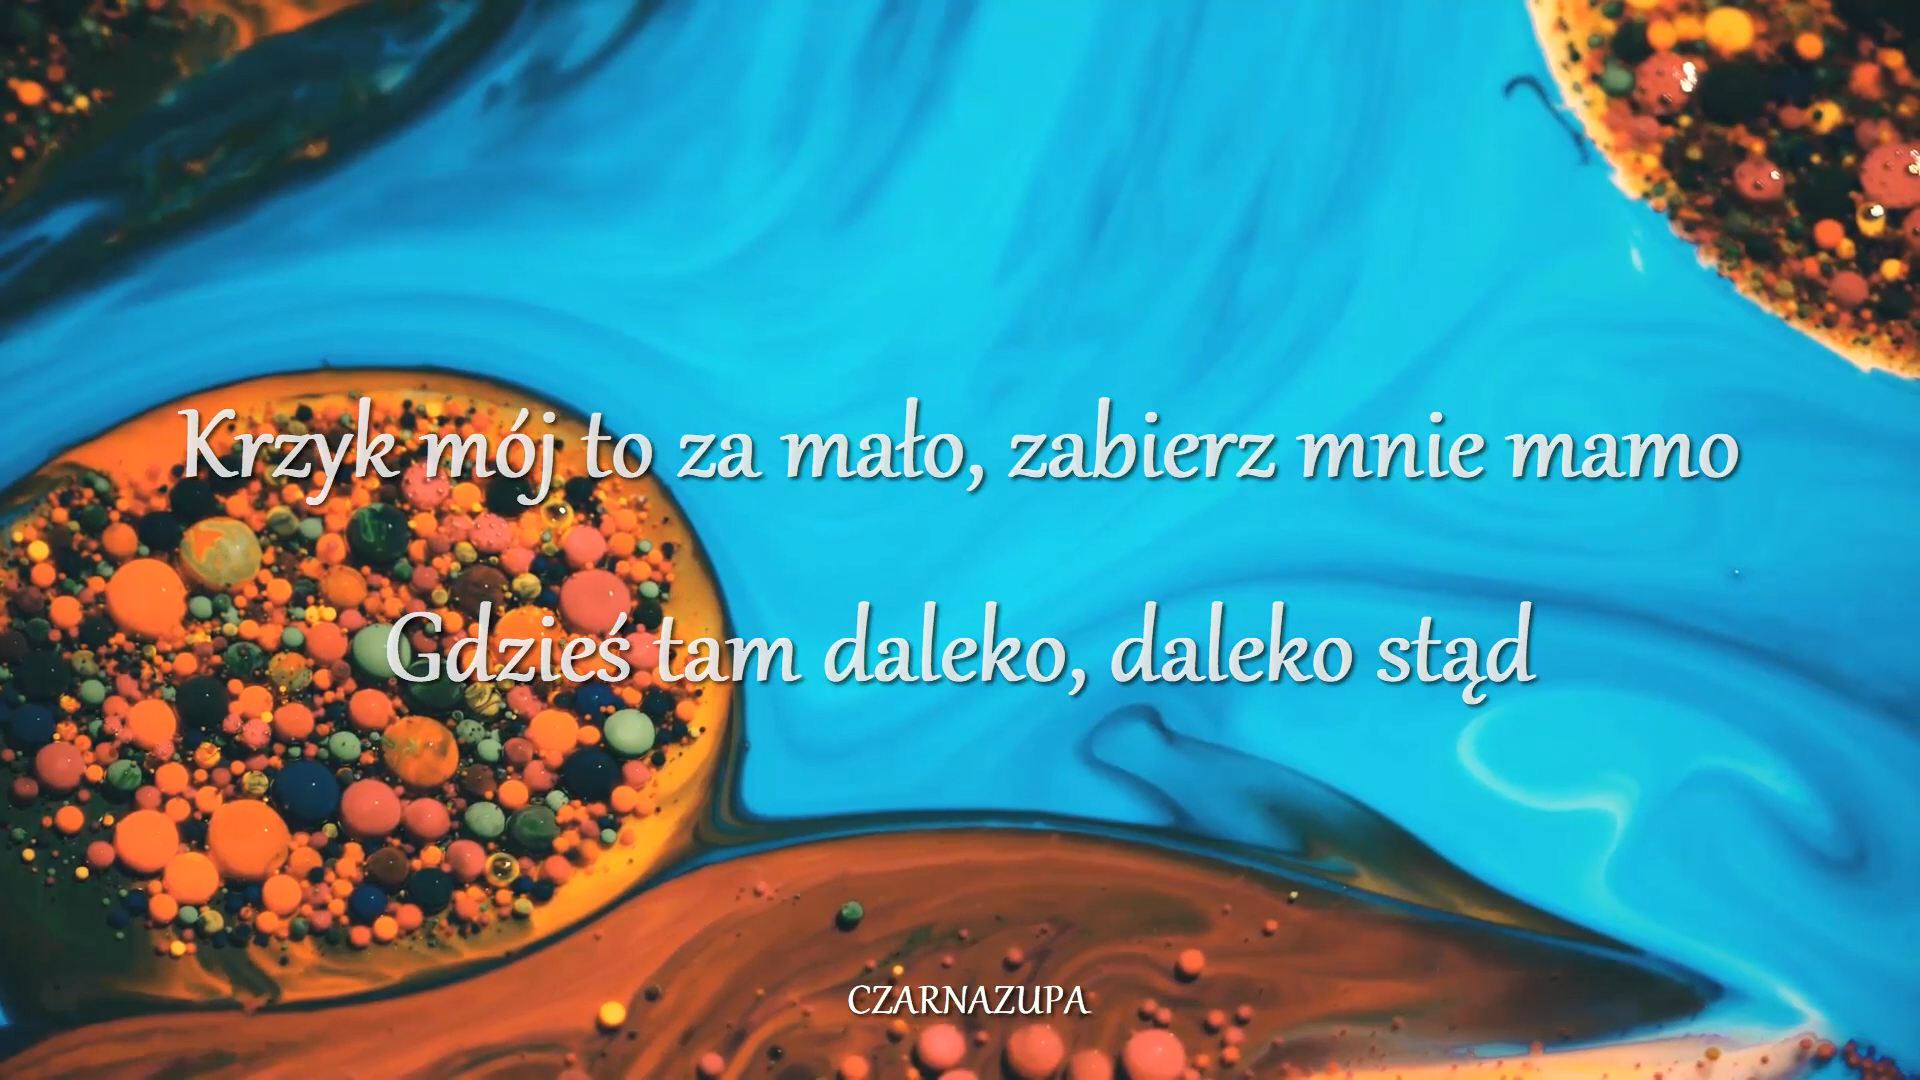 Krzyk mój to za mało, zabierz mnie mamo
Gdzieś tam daleko, daleko stąd
CZARNAZUPA